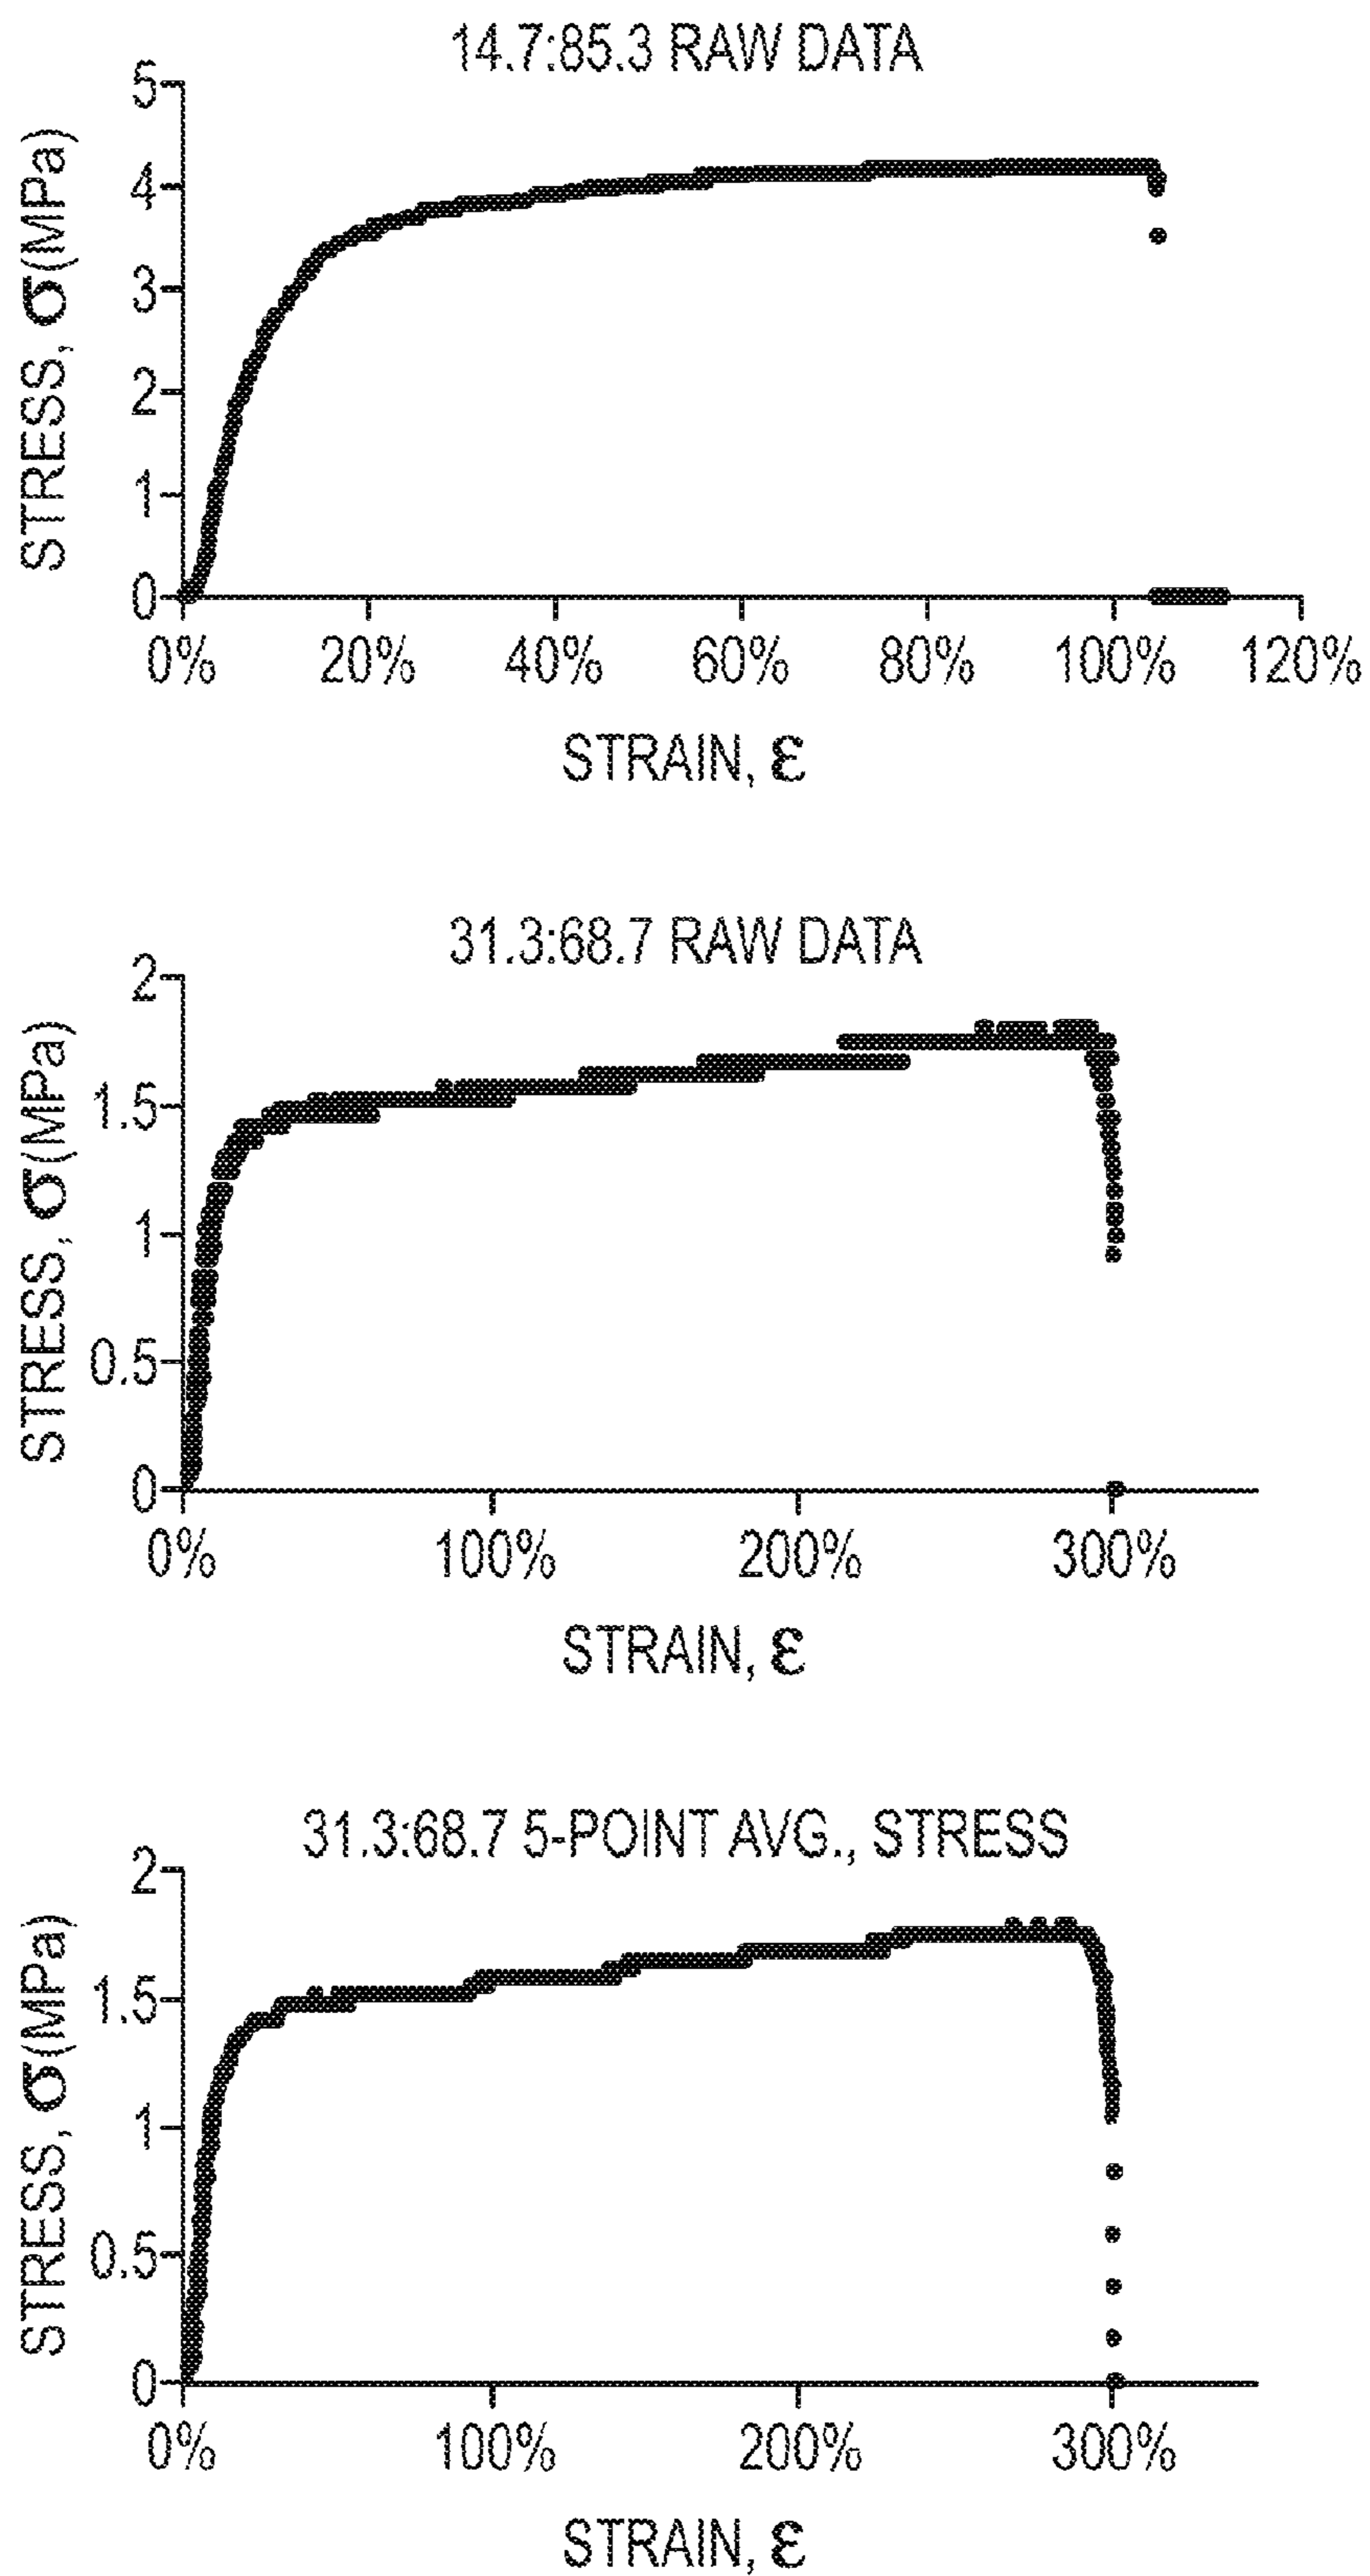 14.7:85.3 RAW DATA
STRESS, σ(MPa)
5
4
3
2
1
0
0% 20% 40% 60% 80% 100% 120%
STRAIN, ε
31.3:68.7 RAW DATA
STRESS, σ(MPa)
2
1.5
1
0.5
0
0% 100% 200% 300%
STRAIN, ε
31.3:68.7 5-POINT AVG., STRESS
STRESS, σ(MPa)
2
1.5
1
0.5
0
0% 100% 200% 300%
STRAIN, ε